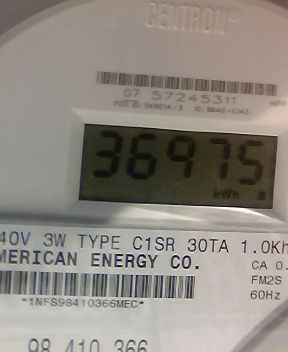 CENTRON®
07 57245311
36975
kWh
40V 3W TYPE C1SR 30TA 1.0Kh
MERICAN ENERGY CO.
CA 0.
FM2S
*1NFS98410366MEC*
60Hz
98 410 366